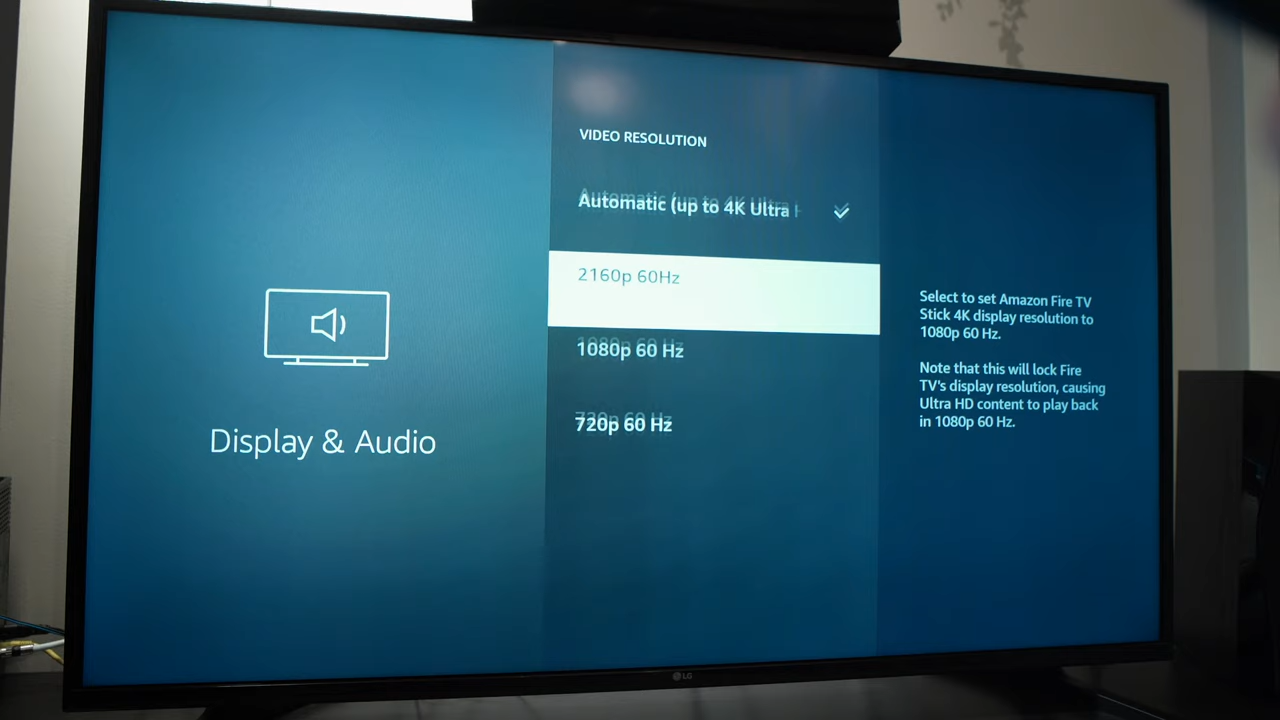 VIDEO RESOLUTION
Automatic (up to 4K Ultra
2160p 60Hz
1080p 60 Hz
720p 60 Hz
Display & Audio
Select to set Amazon Fire TV
Stick 4K display resolution to
1080p 60 Hz.
Note that this will lock Fire
TV's display resolution, causing
Ultra HD content to play back
in 1080p 60 Hz.
LG